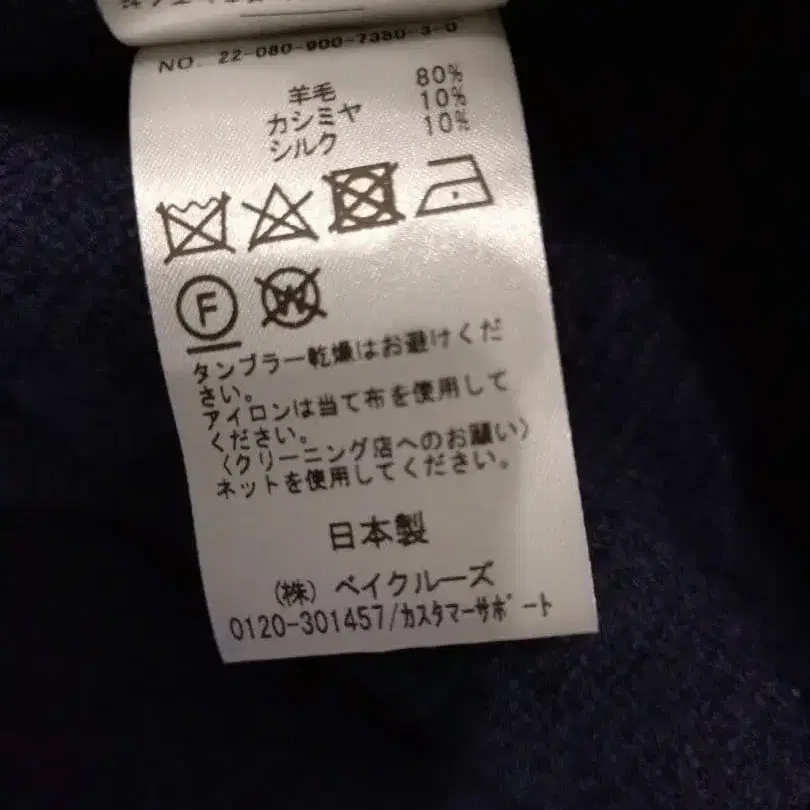 NO. 22-080-900-7380-3-0
羊毛 80%
カシミヤ 10%
シルク 10%
F W
タンブラー乾燥はお避けくだ
さい。
アイロンは当て布を使用して
ください。
〈クリーニング店へのお願い〉
ネットを使用してください。
日本製
(株) ベイクルーズ
0120-301457/カスタマーサポート